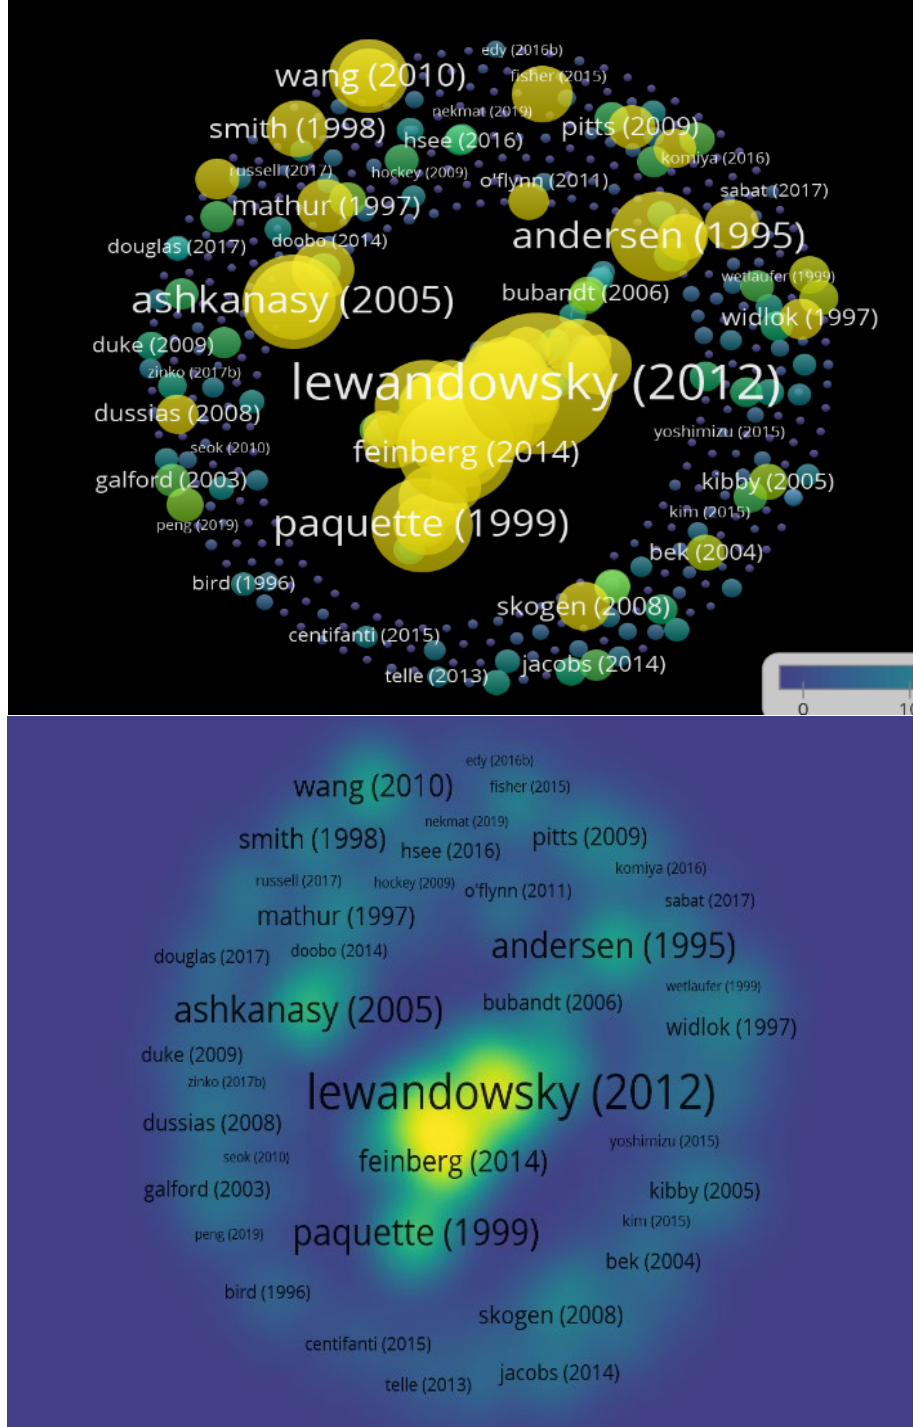 edy (2016b)
wang (2010)
fisher (2015)
nekmat (2019)
smith (1998)
pitts (2009)
hsee (2016)
komiya (2016)
russell (2017)
hockey (2009)
o'flynn (2011)
sabat (2017)
mathur (1997)
andersen (1995)
doobo (2014)
douglas (2017)
wetlaufer (1999)
bubandt (2006)
ashkanasy (2005)
widlok (1997)
duke (2009)
zinko (2017b)
lewandowsky (2012)
dussias (2008)
yoshimizu (2015)
seok (2010)
feinberg (2014)
galford (2003)
kibby (2005)
kim (2015)
peng (2019)
paquette (1999)
bek (2004)
bird (1996)
skogen (2008)
centifanti (2015)
jacobs (2014)
telle (2013)
0
10
edy (2016b)
wang (2010)
fisher (2015)
nekmat (2019)
smith (1998)
pitts (2009)
hsee (2016)
komiya (2016)
russell (2017)
hockey (2009)
o'flynn (2011)
sabat (2017)
mathur (1997)
andersen (1995)
doobo (2014)
douglas (2017)
wetlaufer (1999)
bubandt (2006)
ashkanasy (2005)
widlok (1997)
duke (2009)
zinko (2017b)
lewandowsky (2012)
dussias (2008)
yoshimizu (2015)
seok (2010)
feinberg (2014)
galford (2003)
kibby (2005)
kim (2015)
peng (2019)
paquette (1999)
bek (2004)
bird (1996)
skogen (2008)
centifanti (2015)
jacobs (2014)
telle (2013)